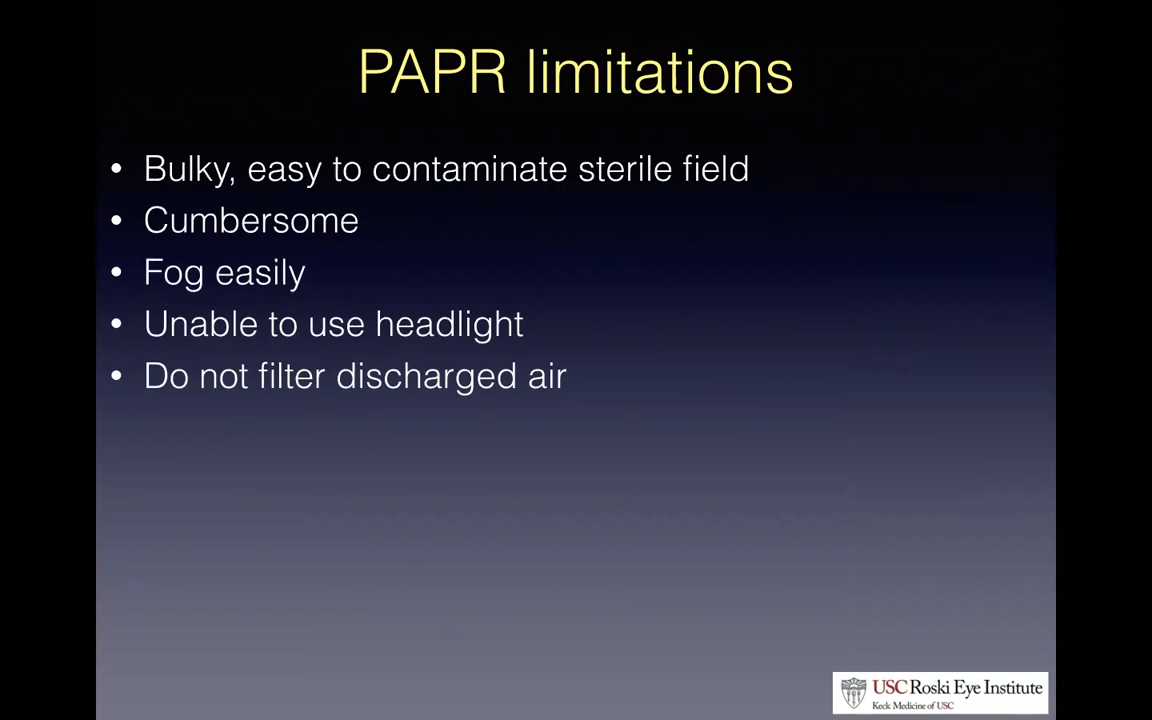 PAPR limitations
• Bulky, easy to contaminate sterile field
• Cumbersome
• Fog easily
• Unable to use headlight
• Do not filter discharged air
USC Roski Eye Institute
Keck Medicine of USC